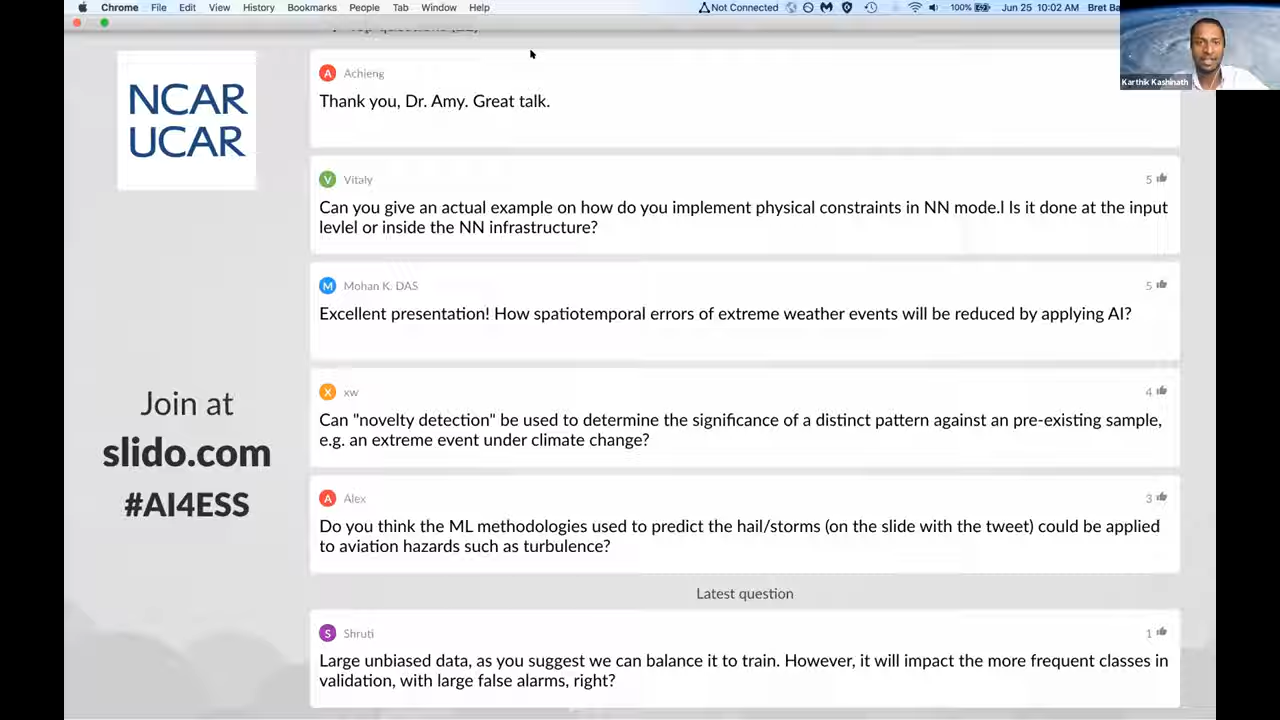 Chrome File Edit View History Bookmarks People Tab Window Help Not Connected 100% Jun 25 10:02 AM Bret Ba
Karthik Kashinath
NCAR
UCAR
Achieng
Thank you, Dr. Amy. Great talk.
Vitaly 5
Can you give an actual example on how do you implement physical constraints in NN mode.l Is it done at the input
levlel or inside the NN infrastructure?
M Mohan K. DAS 5
Excellent presentation! How spatiotemporal errors of extreme weather events will be reduced by applying AI?
X xw 4
Can "novelty detection" be used to determine the significance of a distinct pattern against an pre-existing sample,
e.g. an extreme event under climate change?
A Alex 3
Do you think the ML methodologies used to predict the hail/storms (on the slide with the tweet) could be applied
to aviation hazards such as turbulence?
Latest question
S Shruti 1
Large unbiased data, as you suggest we can balance it to train. However, it will impact the more frequent classes in
validation, with large false alarms, right?
Join at
slido.com
#AI4ESS